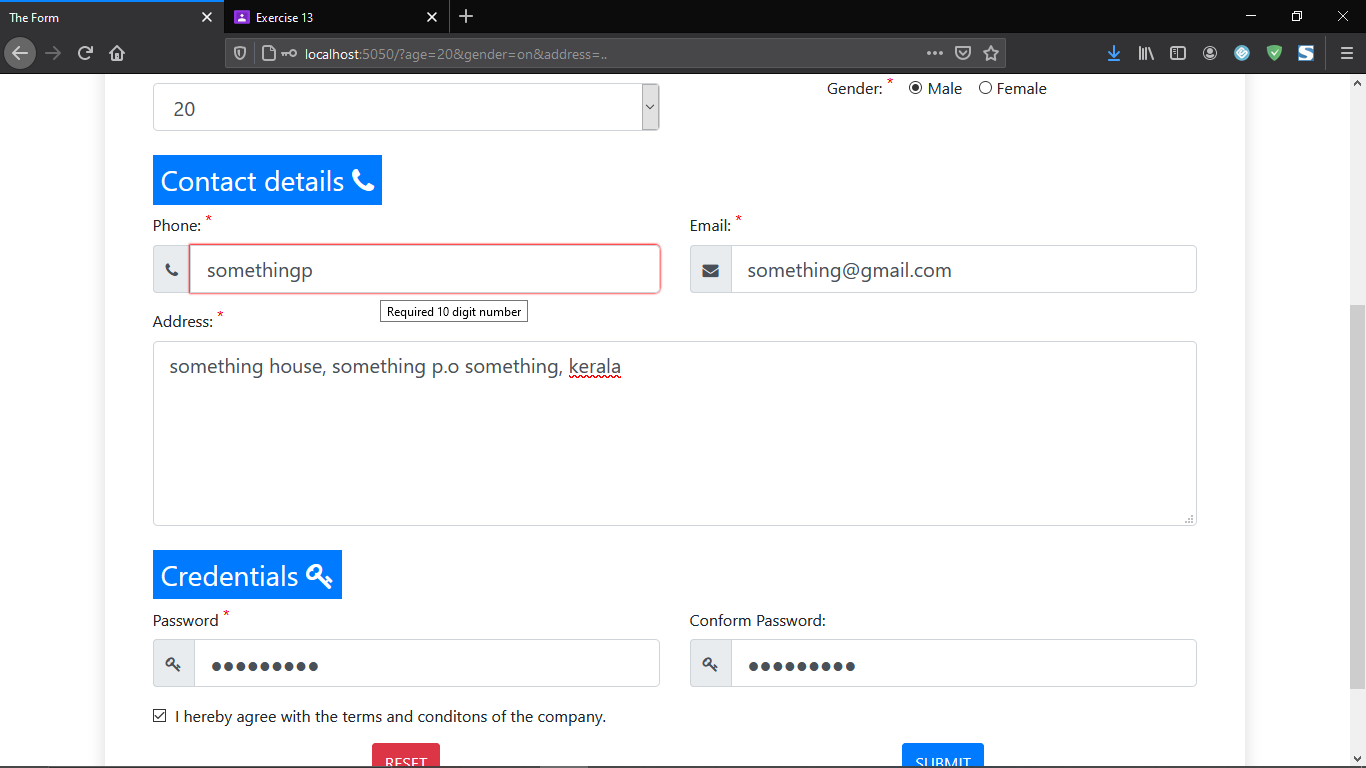 The Form
Exercise 13
localhost:5050/?age=20&gender=on&address=..
Gender: * Male Female
20
Contact details
Phone: *
Email: *
somethingp
something@gmail.com
Required 10 digit number
Address: *
something house, something p.o something, kerala
Credentials
Password *
Conform Password:
I hereby agree with the terms and conditons of the company.
RESET
SUBMIT